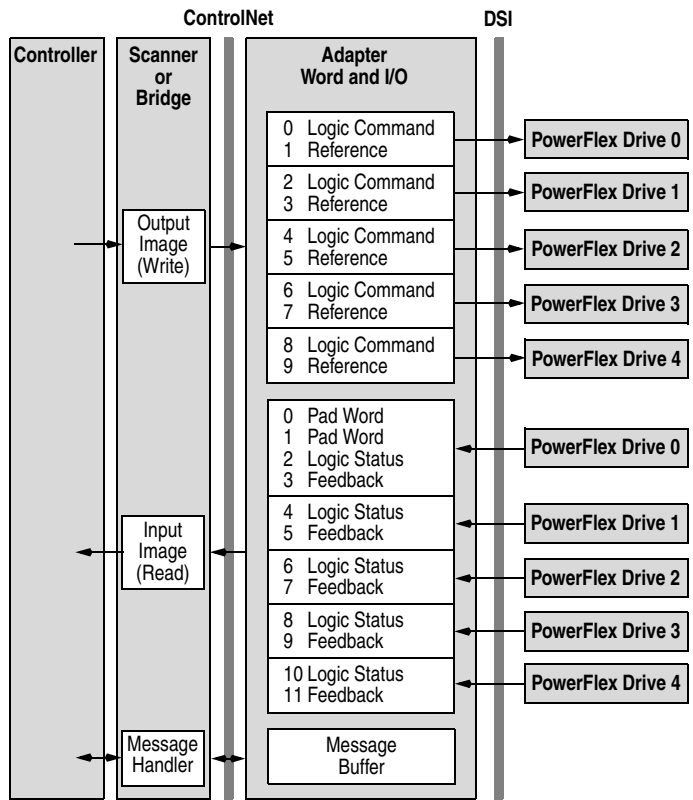 ControlNet
DSI
Controller
Scanner
or
Bridge
Adapter
Word and I/O
0 Logic Command
1 Reference
PowerFlex Drive 0
2 Logic Command
3 Reference
PowerFlex Drive 1
Output
Image
(Write)
4 Logic Command
5 Reference
PowerFlex Drive 2
6 Logic Command
7 Reference
PowerFlex Drive 3
8 Logic Command
9 Reference
PowerFlex Drive 4
0 Pad Word
1 Pad Word
2 Logic Status
3 Feedback
PowerFlex Drive 0
4 Logic Status
5 Feedback
PowerFlex Drive 1
Input
Image
(Read)
6 Logic Status
7 Feedback
PowerFlex Drive 2
8 Logic Status
9 Feedback
PowerFlex Drive 3
10 Logic Status
11 Feedback
PowerFlex Drive 4
Message
Handler
Message
Buffer